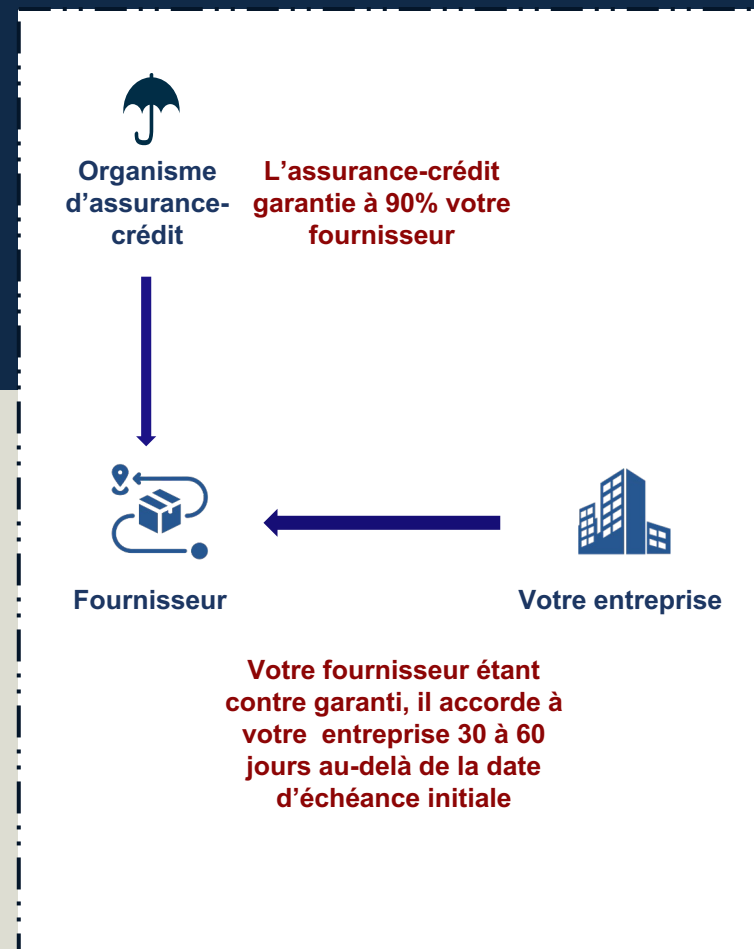 Organisme
d’assurance-
crédit
L’assurance-crédit
garantie à 90% votre
fournisseur
Fournisseur
Votre entreprise
Votre fournisseur étant
contre garanti, il accorde à
votre  entreprise 30 à 60
jours au-delà de la date
d’échéance initiale